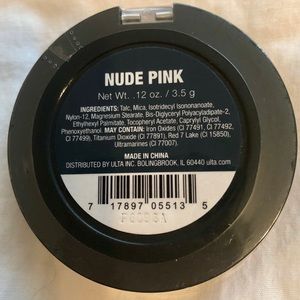 NUDE PINK
Net Wt. .12 oz. / 3.5 g
INGREDIENTS: Talc, Mica, Isotridecyl Isononanoate,
Nylon-12, Magnesium Stearate, Bis-Diglyceryl Polyacyladipate-2,
Ethylhexyl Palmitate, Tocopheryl Acetate, Caprylyl Glycol,
Phenoxyethanol. MAY CONTAIN: Iron Oxides (CI 77491, CI 77492,
CI 77499), Titanium Dioxide (CI 77891), Red 7 Lake (CI 15850),
Ultramarines (CI 77007).
MADE IN CHINA
DISTRIBUTED BY ULTA INC. BOLINGBROOK, IL 60440 ulta.com
7 17897 05513 5